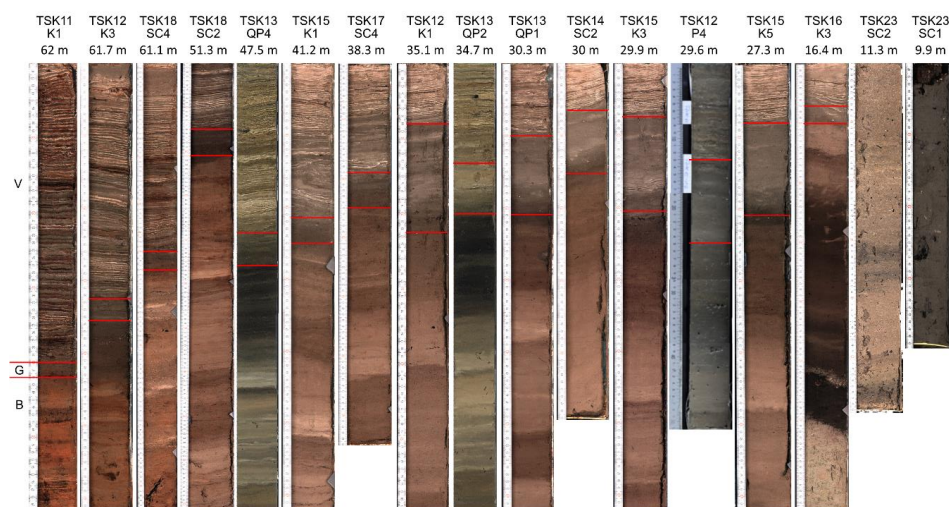 TSK11 TSK12 TSK18 TSK18 TSK13 TSK15 TSK17 TSK12 TSK13 TSK13 TSK14 TSK15 TSK12 TSK15 TSK16 TSK23 TSK23
K1 K3 SC4 SC2 QP4 K1 SC4 K1 QP2 QP1 SC2 K3 P4 K5 K3 SC2 SC1
62 m 61.7 m 61.1 m 51.3 m 47.5 m 41.2 m 38.3 m 35.1 m 34.7 m 30.3 m 30 m 29.9 m 29.6 m 27.3 m 16.4 m 11.3 m 9.9 m
V
G
B